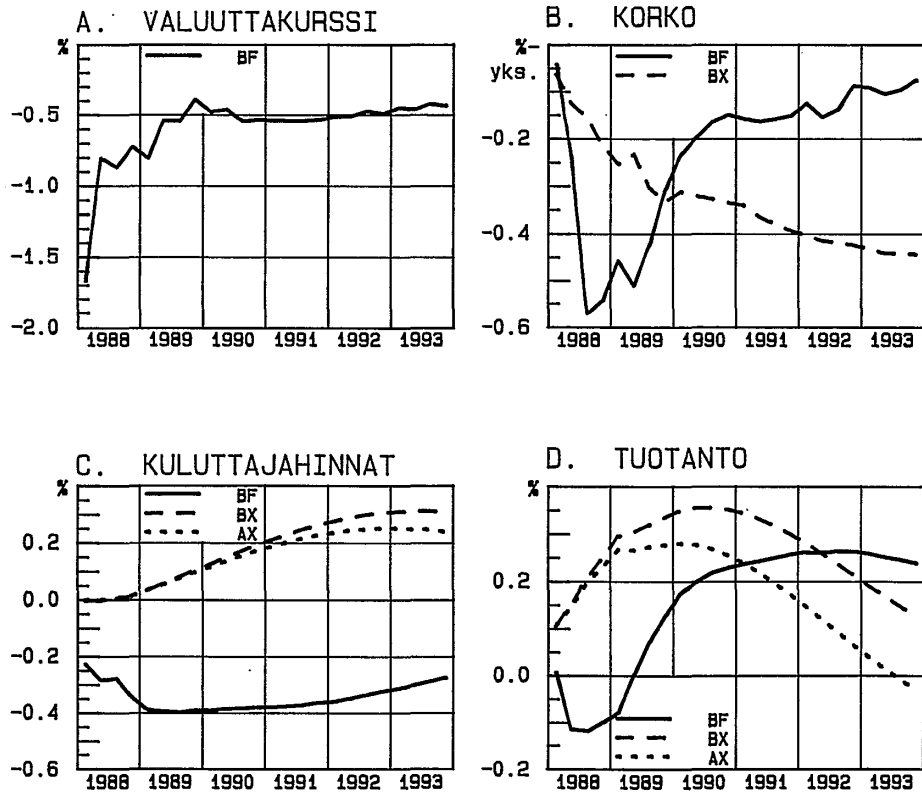 A. VALUUTTAKURSSI
%
BF
-0.5
-1.0
-1.5
-2.0
1988 1989 1990 1991 1992 1993
B. KORKO
%-
yks.
BF
BX
-0.2
-0.4
-0.6
1988 1989 1990 1991 1992 1993
C. KULUTTAJAHINNAT
%
BF
BX
AX
0.2
0.0
-0.2
-0.4
-0.6
1988 1989 1990 1991 1992 1993
D. TUOTANTO
%
0.2
0.0
BF
BX
AX
-0.2
1988 1989 1990 1991 1992 1993